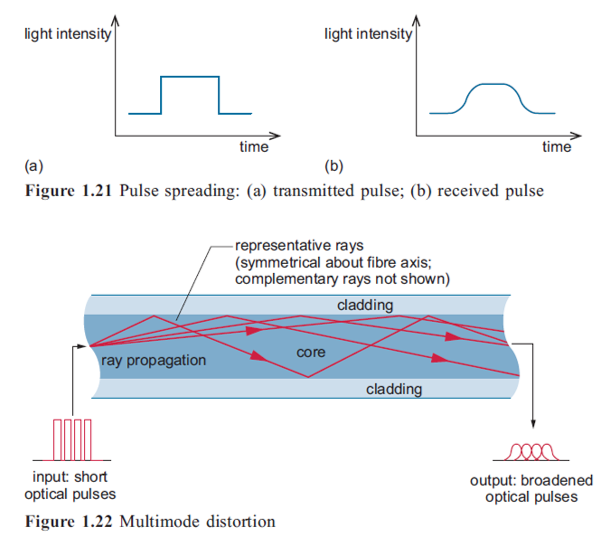 light intensity
time
(a)
light intensity
time
(b)
Figure 1.21 Pulse spreading: (a) transmitted pulse; (b) received pulse
representative rays
(symmetrical about fibre axis;
complementary rays not shown)
cladding
ray propagation
core
cladding
input: short
optical pulses
output: broadened
optical pulses
Figure 1.22 Multimode distortion